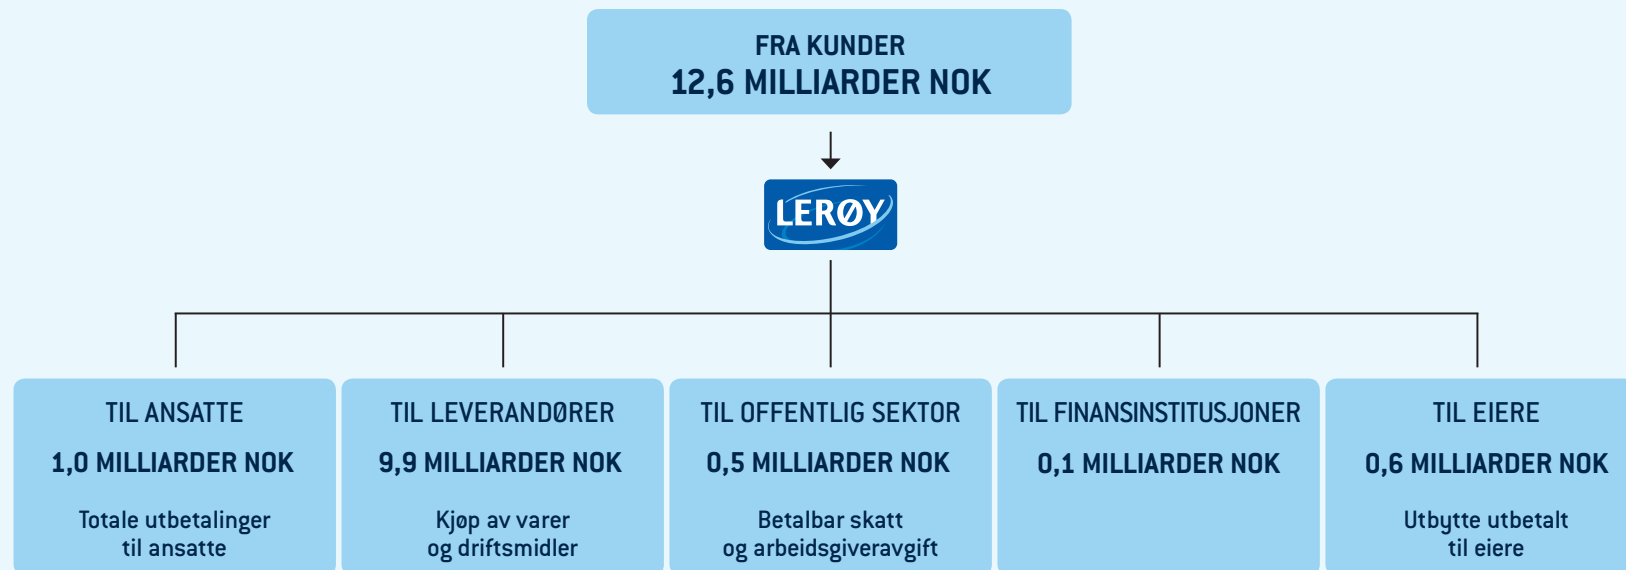 FRA KUNDER
12,6 MILLIARDER NOK
LERØY
TIL ANSATTE
1,0 MILLIARDER NOK
Totale utbetalinger
til ansatte
TIL LEVERANDØRER
9,9 MILLIARDER NOK
Kjøp av varer
og driftsmidler
TIL OFFENTLIG SEKTOR
0,5 MILLIARDER NOK
Betalbar skatt
og arbeidsgiveravgift
TIL FINANSINSTITUSJONER
0,1 MILLIARDER NOK
TIL EIERE
0,6 MILLIARDER NOK
Utbytte utbetalt
til eiere